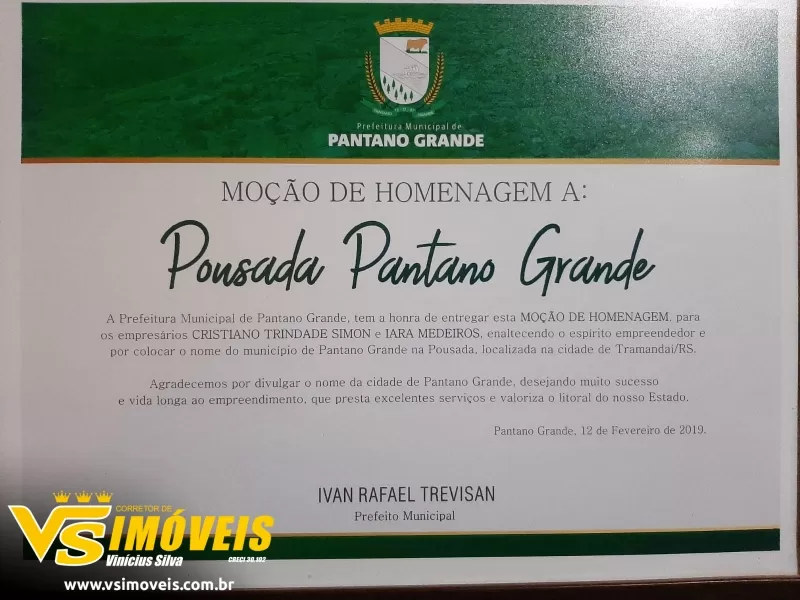 Prefeitura Municipal de
PANTANO GRANDE
MOÇÃO DE HOMENAGEM A:
Pousada Pantano Grande
A Prefeitura Municipal de Pantano Grande, tem a honra de entregar esta MOÇÃO DE HOMENAGEM, para
os empresários CRISTIANO TRINDADE SIMON e IARA MEDEIROS, enaltecendo o espírito empreendedor e
por colocar o nome do município de Pantano Grande na Pousada, localizada na cidade de Tramandaí/RS.
Agradecemos por divulgar o nome da cidade de Pantano Grande, desejando muito sucesso
e vida longa ao empreendimento, que presta excelentes serviços e valoriza o litoral do nosso Estado.
Pantano Grande, 12 de Fevereiro de 2019.
IVAN RAFAEL TREVISAN
Prefeito Municipal
CORRETOR DE
VS IMÓVEIS
Vinícius Silva
CRECI 38.102
www.vsimoveis.com.br